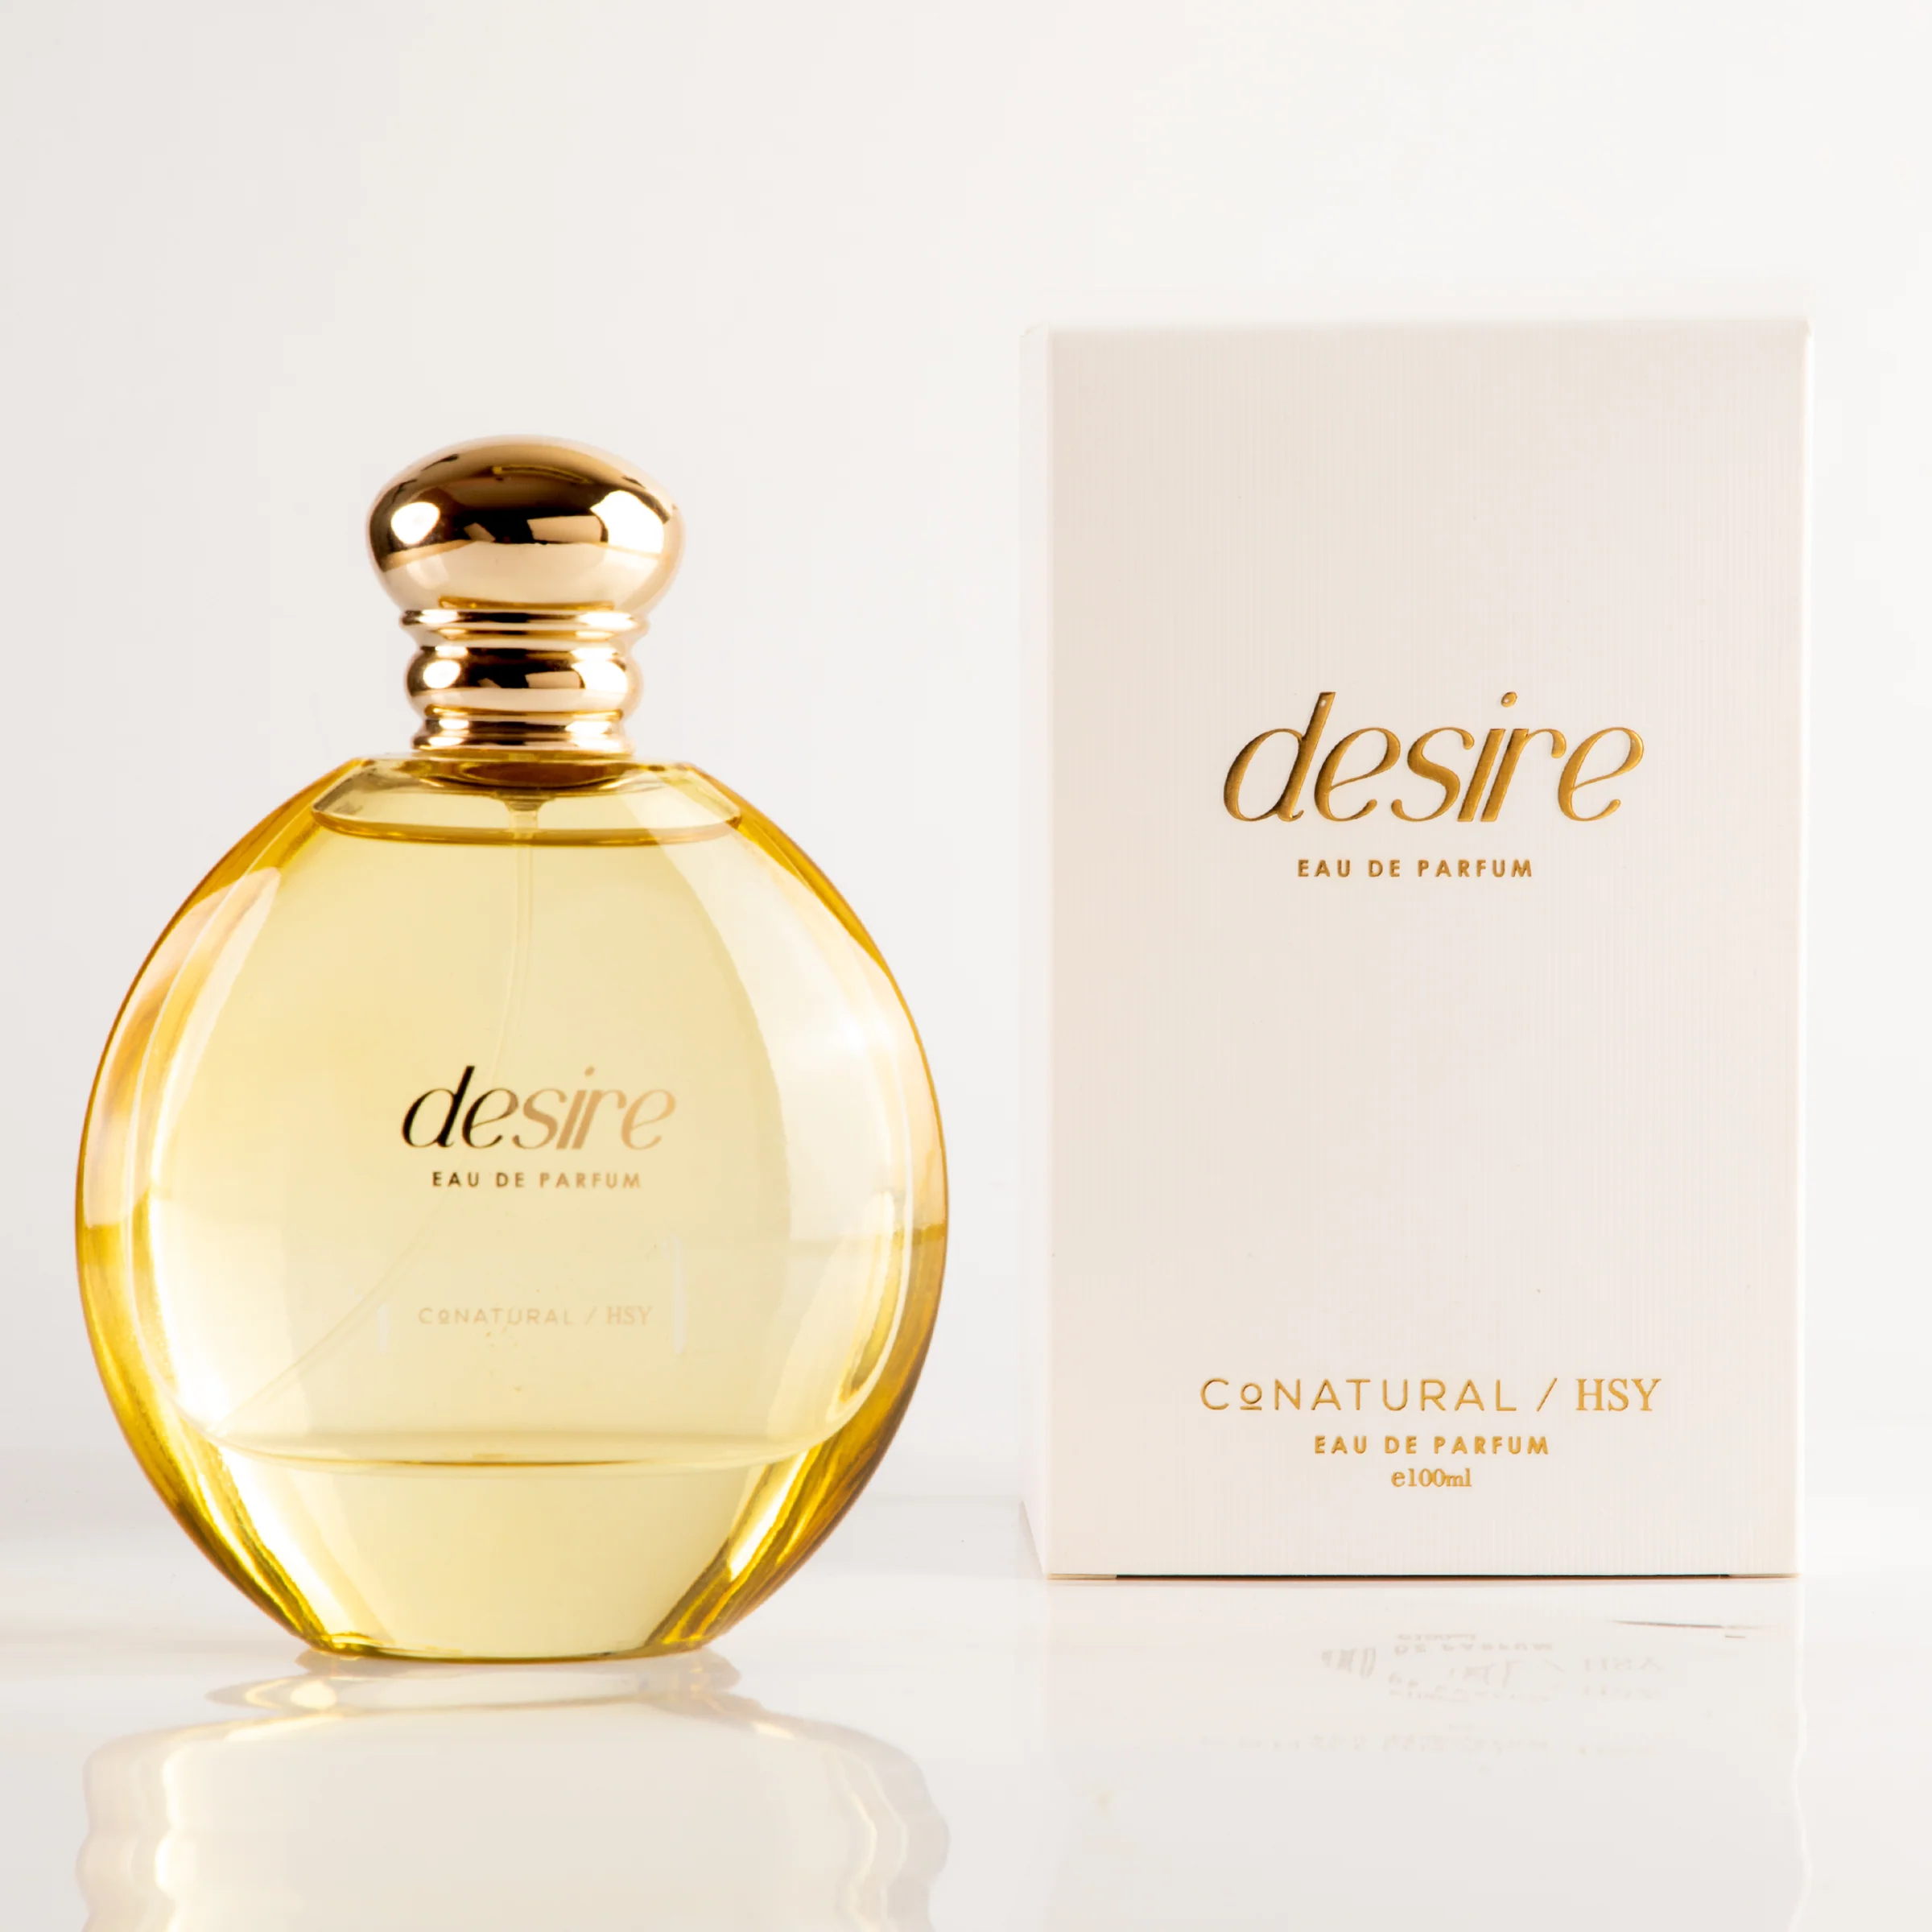 desire
EAU DE PARFUM
CoNATURAL / HSY
desire
EAU DE PARFUM
CoNATURAL / HSY
EAU DE PARFUM
e100ml